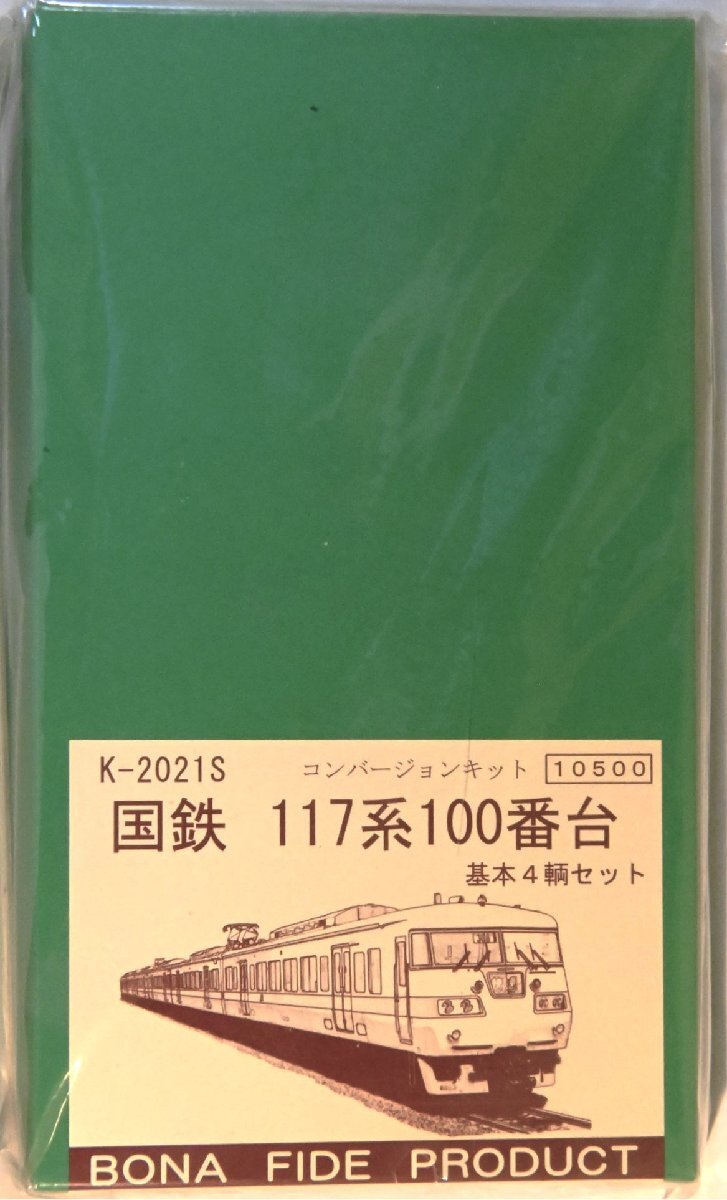 K-2021S コンバージョンキット 10500
国鉄 117系100番台
基本4輌セット
BONA FIDE PRODUCT